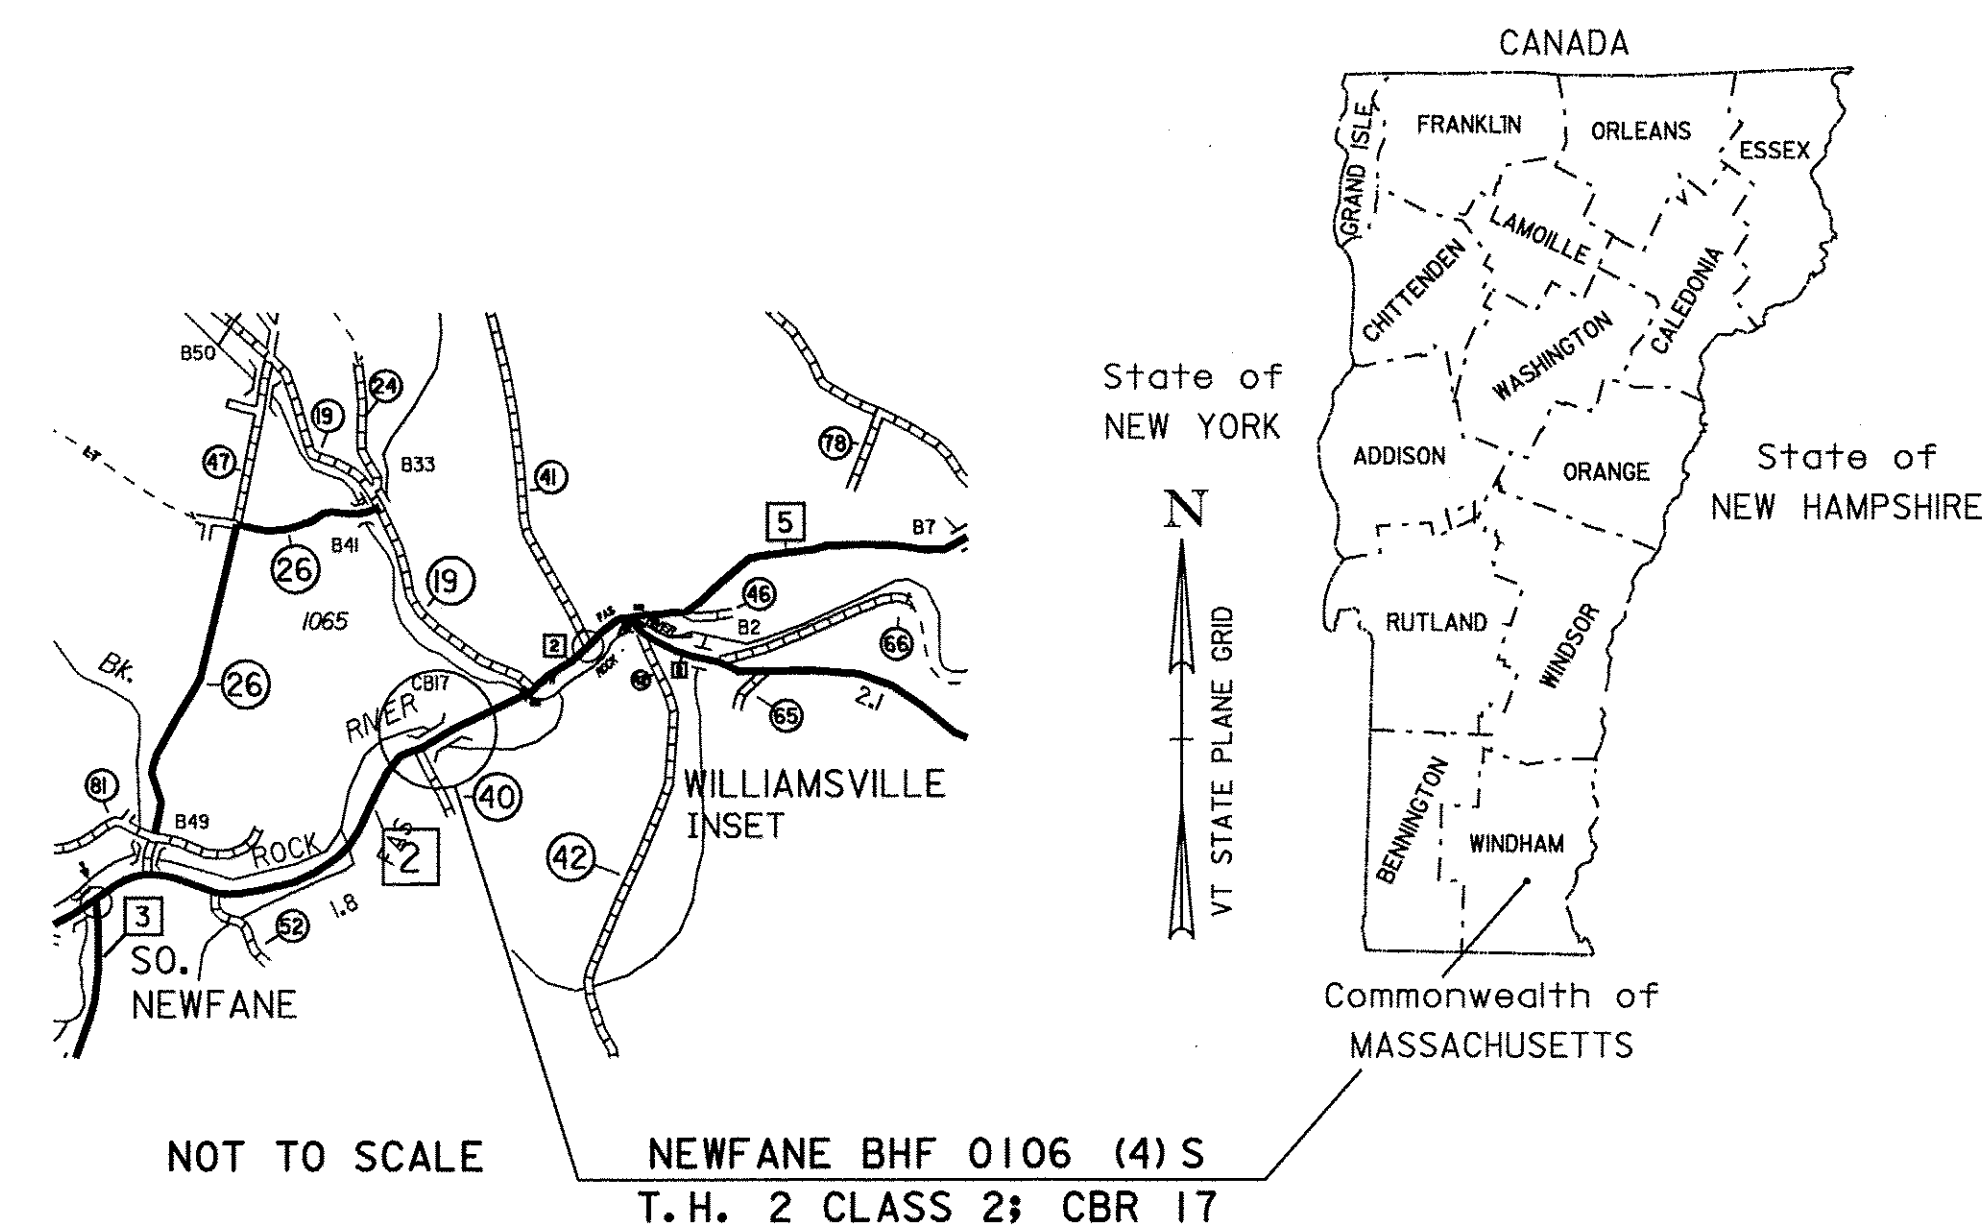 CANADA
GRAND ISLE
FRANKLIN
ORLEANS
ESSEX
LAMOILLE
CHITTENDEN
CALEDONIA
WASHINGTON
State of
NEW YORK
ADDISON
ORANGE
State of
NEW HAMPSHIRE
N
VT STATE PLANE GRID
RUTLAND
WINDSOR
BENNINGTON
WINDHAM
Commonwealth of
MASSACHUSETTS
B50
24
19
47
B33
41
78
5
B7
26
B41
19
1065
46
B2
66
2
ROCK
BK.
26
CB17
RIVER
65
2.1
81
B49
ROCK
FAS
2
40
WILLIAMSVILLE
INSET
42
3
52
1.8
SO.
NEWFANE
NOT TO SCALE
NEWFANE BHF 0106 (4) S
T.H. 2 CLASS 2; CBR 17